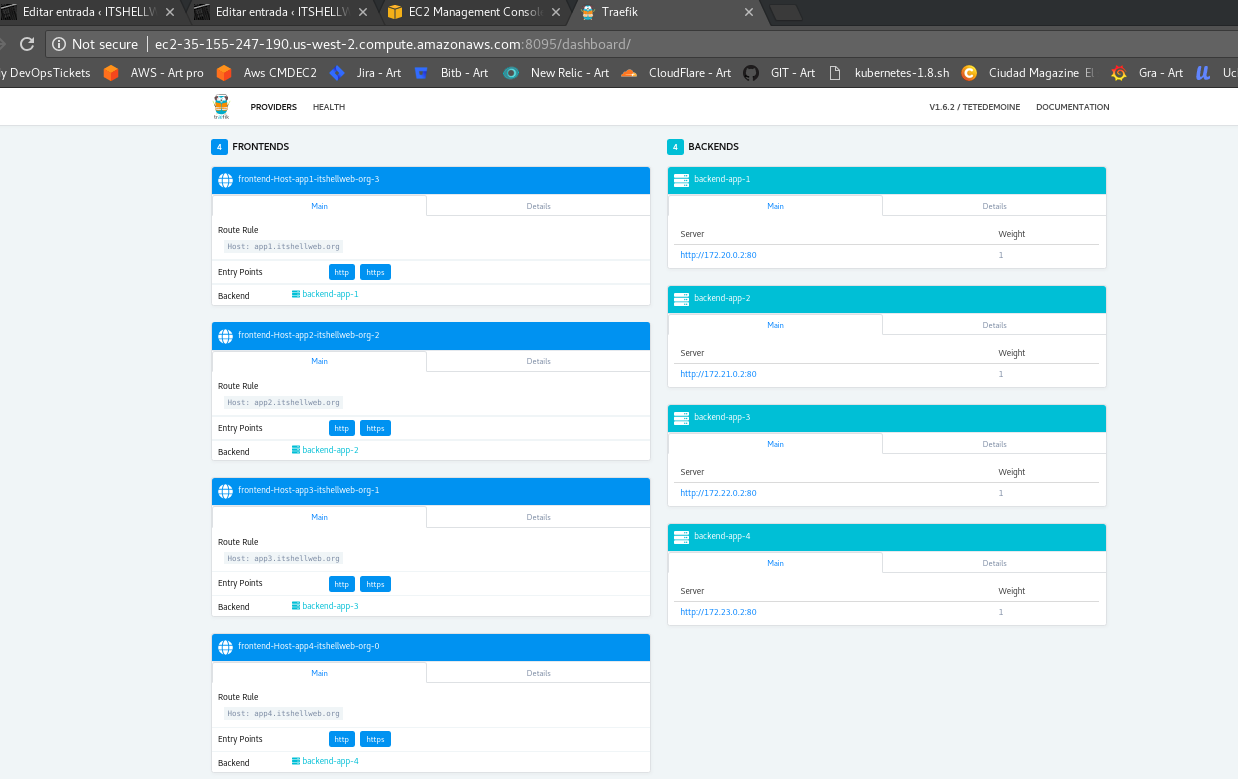 Editar entrada ‹ ITSHELLW
Editar entrada ‹ ITSHELLW
EC2 Management Consol
Traefik
Not secure
ec2-35-155-247-190.us-west-2.compute.amazonaws.com:8095/dashboard/
y DevOpsTickets
AWS - Art pro
Aws CMDEC2
Jira - Art
Bitb - Art
New Relic - Art
CloudFlare - Art
GIT - Art
kubernetes-1.8.sh
Ciudad Magazine El
Gra - Art
Uc
træfik
PROVIDERS
HEALTH
V1.6.2 / TETEDEMOINE
DOCUMENTATION
4 FRONTENDS
frontend-Host-app1-itshellweb-org-3
Main
Details
Route Rule
Host: app1.itshellweb.org
Entry Points http https
Backend backend-app-1
frontend-Host-app2-itshellweb-org-2
Main
Details
Route Rule
Host: app2.itshellweb.org
Entry Points http https
Backend backend-app-2
frontend-Host-app3-itshellweb-org-1
Main
Details
Route Rule
Host: app3.itshellweb.org
Entry Points http https
Backend backend-app-3
frontend-Host-app4-itshellweb-org-0
Main
Details
Route Rule
Host: app4.itshellweb.org
Entry Points http https
Backend backend-app-4
4 BACKENDS
backend-app-1
Main
Details
Server Weight
http://172.20.0.2:80 1
backend-app-2
Main
Details
Server Weight
http://172.21.0.2:80 1
backend-app-3
Main
Details
Server Weight
http://172.22.0.2:80 1
backend-app-4
Main
Details
Server Weight
http://172.23.0.2:80 1